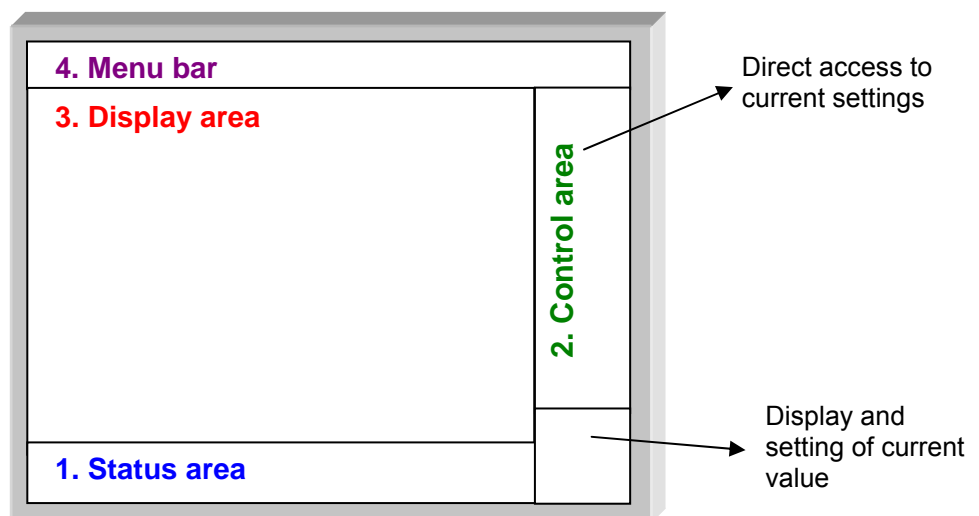 4. Menu bar
3. Display area
2. Control area
1. Status area
Direct access to
current settings
Display and
setting of current
value